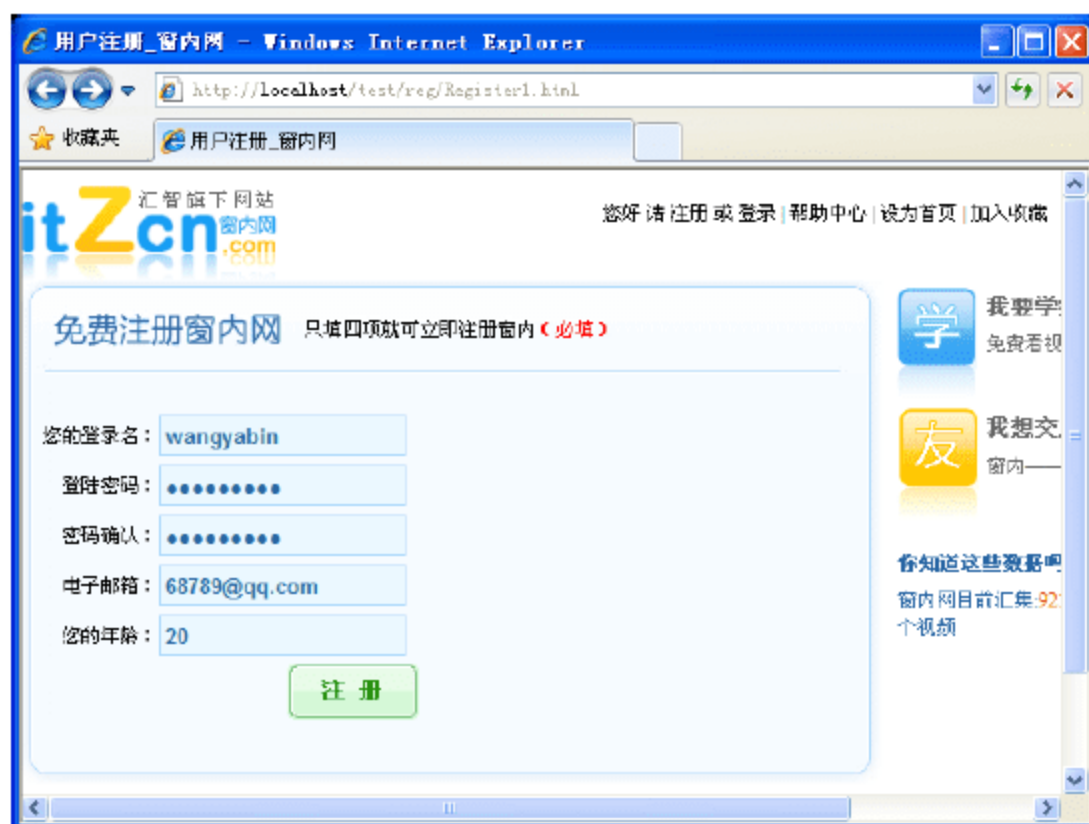 用户注册_窗内网 - Windows Internet Explorer
http://localhost/test/reg/Register1.html
收藏夹 用户注册_窗内网
汇智旗下网站
itZcn 窗内网
.com
您好 请 注册 或 登录 | 帮助中心 | 设为首页 | 加入收藏
免费注册窗内网 只填四项就可立即注册窗内(必填)
您的登录名: wangyabin
登陆密码: ●●●●●●●●●
密码确认: ●●●●●●●●●
电子邮箱: 68789@qq.com
您的年龄: 20
注 册
学 我要学
免费看视
友 我想交
窗内——
你知道这些数据吧
窗内网目前汇集:92
个视频